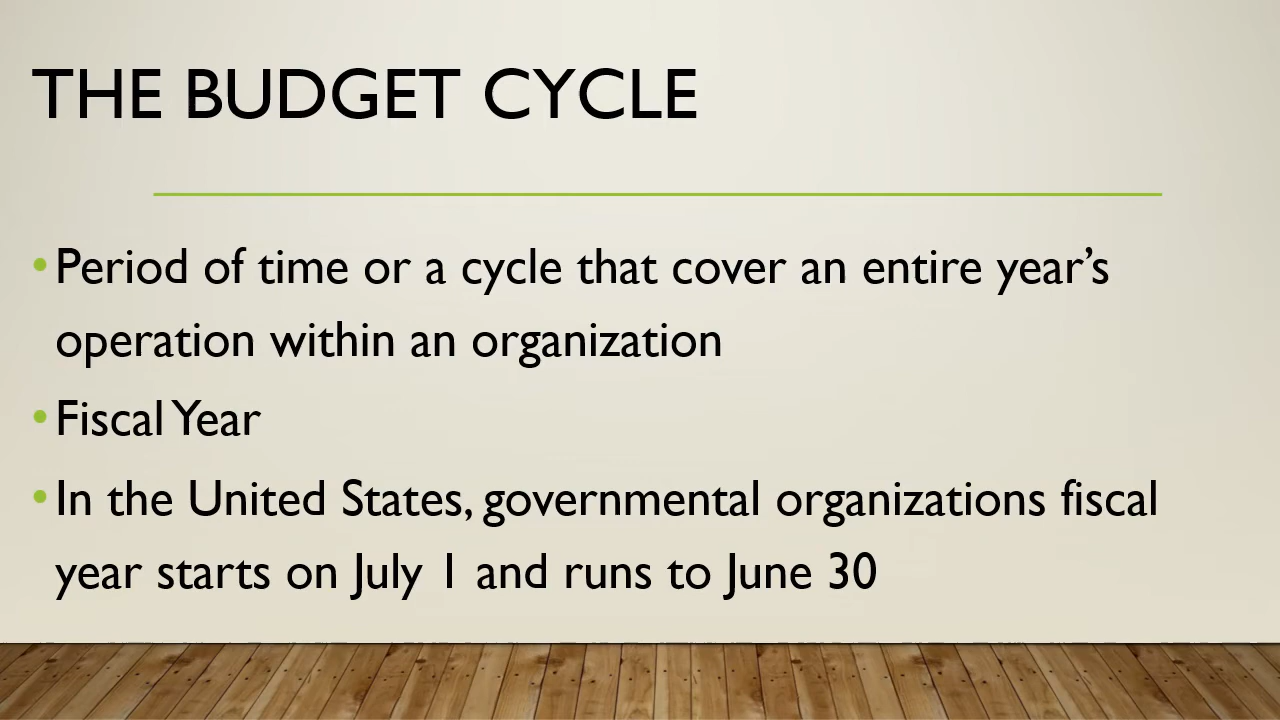 THE BUDGET CYCLE
• Period of time or a cycle that cover an entire year’s
operation within an organization
• Fiscal Year
• In the United States, governmental organizations fiscal
year starts on July 1 and runs to June 30